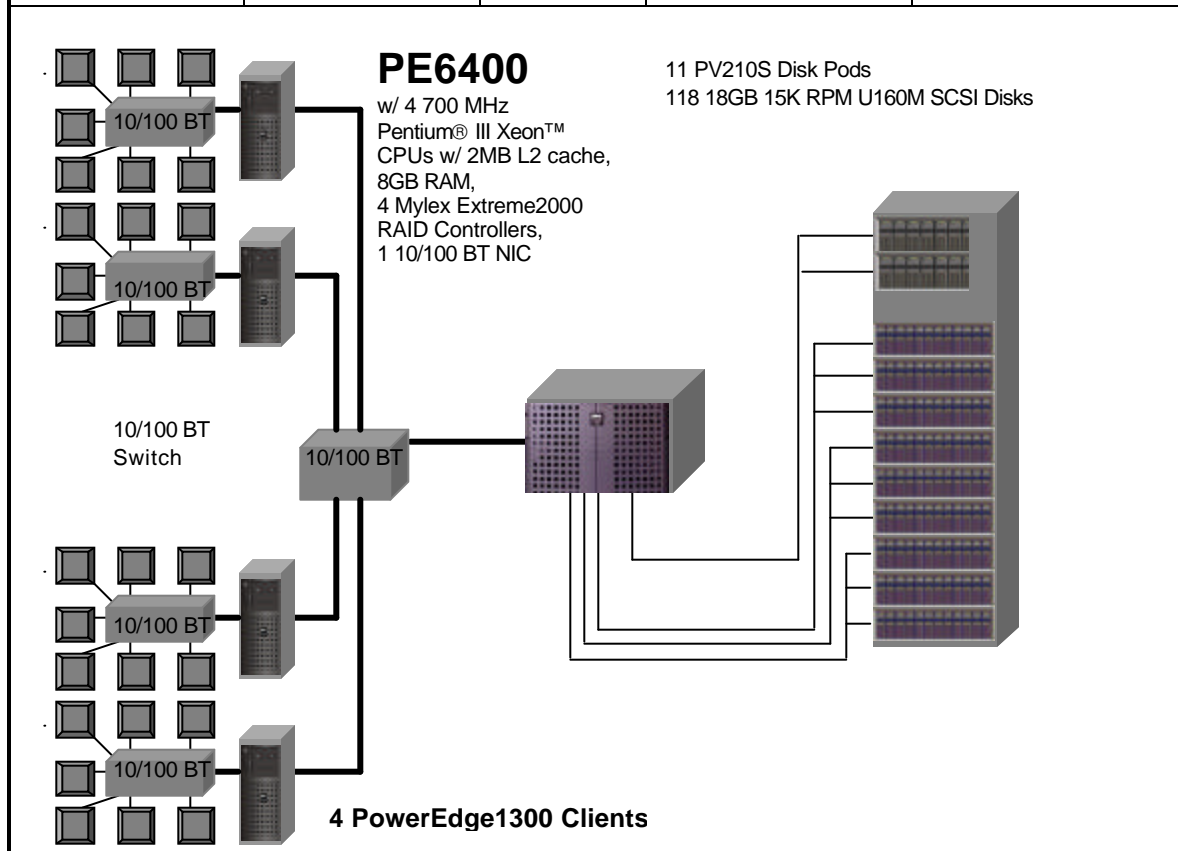 PE6400
w/ 4 700 MHz
Pentium® III Xeon™
CPUs w/ 2MB L2 cache,
8GB RAM,
4 Mylex Extreme2000
RAID Controllers,
1 10/100 BT NIC
11 PV210S Disk Pods
118 18GB 15K RPM U160M SCSI Disks
10/100 BT
10/100 BT
10/100 BT
Switch
10/100 BT
10/100 BT
10/100 BT
4 PowerEdge1300 Clients